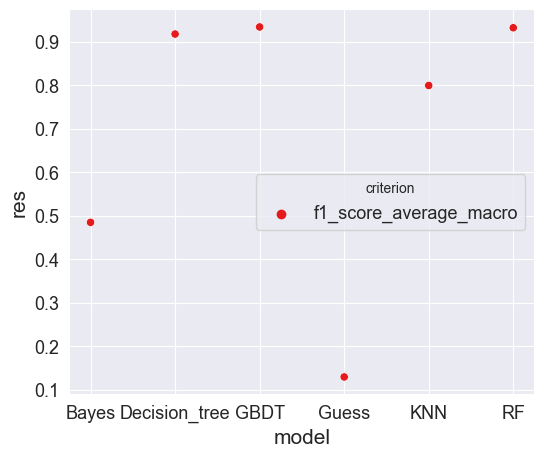 0.9
0.8
0.7
0.6
0.5
0.4
0.3
0.2
0.1
res
criterion
f1_score_average_macro
Bayes Decision_tree GBDT Guess KNN RF
model